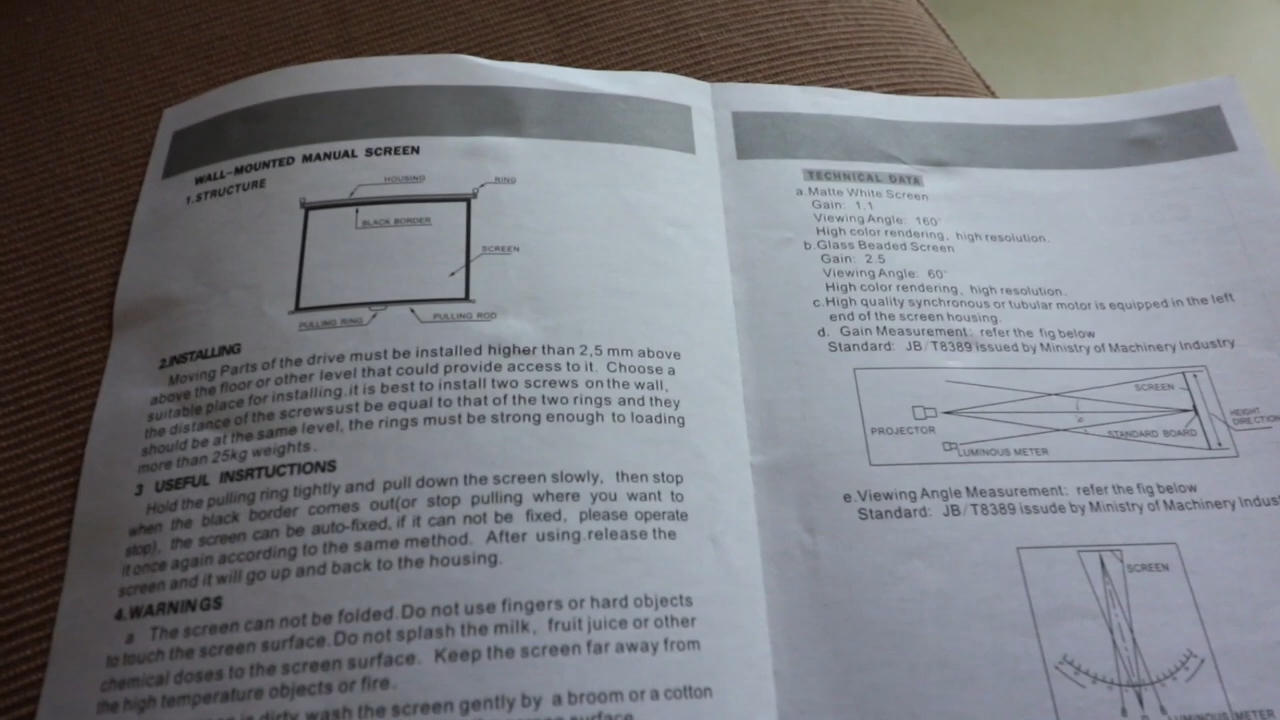 WALL-MOUNTED MANUAL SCREEN
1.STRUCTURE
HOUSING
RING
BLACK BORDER
SCREEN
PULLING RING
PULLING ROD
2.INSTALLING
Moving Parts of the drive must be installed higher than 2,5 mm above
above the floor or other level that could provide access to it. Choose a
suitable place for installing.it is best to install two screws on the wall,
the distance of the screwsust be equal to that of the two rings and they
should be at the same level, the rings must be strong enough to loading
more than 25kg weights.
3 USEFUL INSRTUCTIONS
Hold the pulling ring tightly and pull down the screen slowly, then stop
when the black border comes out(or stop pulling where you want to
stop), the screen can be auto-fixed, if it can not be fixed, please operate
it once again according to the same method. After using.release the
screen and it will go up and back to the housing.
4.WARNINGS
a The screen can not be folded.Do not use fingers or hard objects
to touch the screen surface.Do not splash the milk, fruit juice or other
chemical doses to the screen surface. Keep the screen far away from
the high temperature objects or fire.
is dirty wash the screen gently by a broom or a cotton
surface
TECHNICAL DATA
a.Matte White Screen
Gain: 1.1
Viewing Angle: 160°
High color rendering, high resolution.
b.Glass Beaded Screen
Gain: 2.5
Viewing Angle: 60°
High color rendering, high resolution.
c.High quality synchronous or tubular motor is equipped in the left
end of the screen housing.
d. Gain Measurement: refer the fig below
Standard: JB/T8389 issued by Ministry of Machinery Industry
SCREEN
HEIGHT
DIRECTION
PROJECTOR
STANDARD BOARD
LUMINOUS METER
e.Viewing Angle Measurement: refer the fig below
Standard: JB/T8389 issude by Ministry of Machinery Indus
SCREEN
LUMINOUS METER